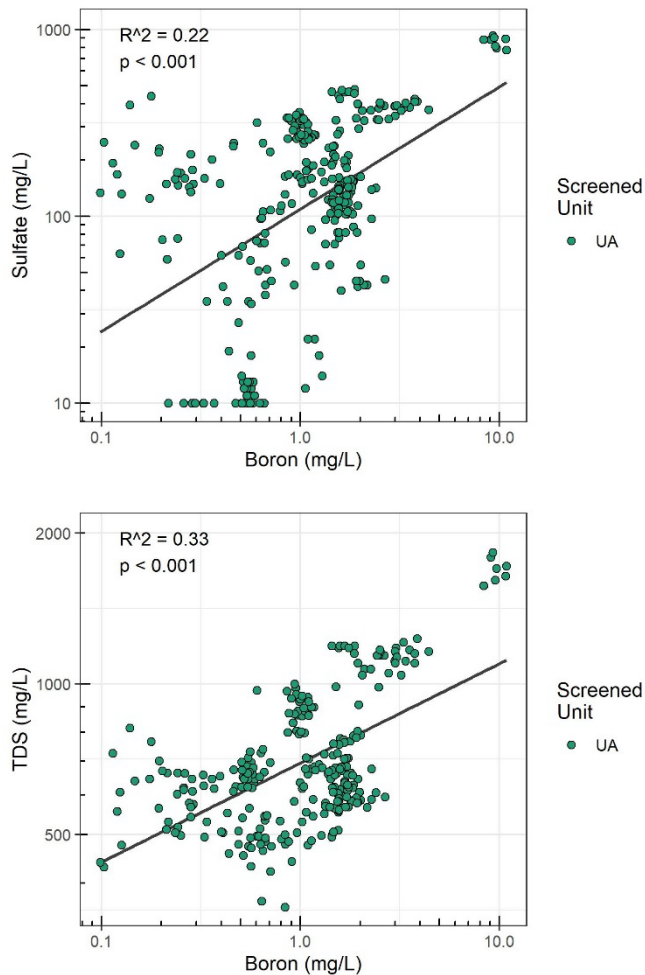 R^2 = 0.22
p < 0.001
1000
100
10
Sulfate (mg/L)
0.1
1.0
10.0
Boron (mg/L)
Screened
Unit
UA
R^2 = 0.33
p < 0.001
2000
1000
500
TDS (mg/L)
0.1
1.0
10.0
Boron (mg/L)
Screened
Unit
UA